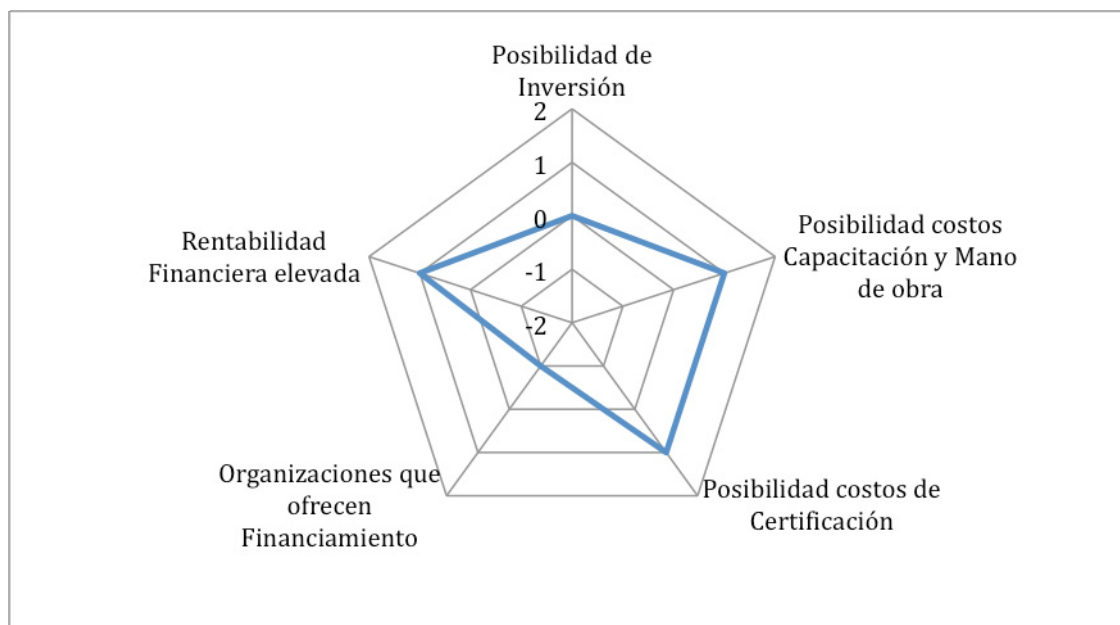 Posibilidad de
Inversión
2
1
0
-1
-2
Posibilidad costos
Capacitación y Mano
de obra
Posibilidad costos de
Certificación
Organizaciones que
ofrecen
Financiamiento
Rentabilidad
Financiera elevada